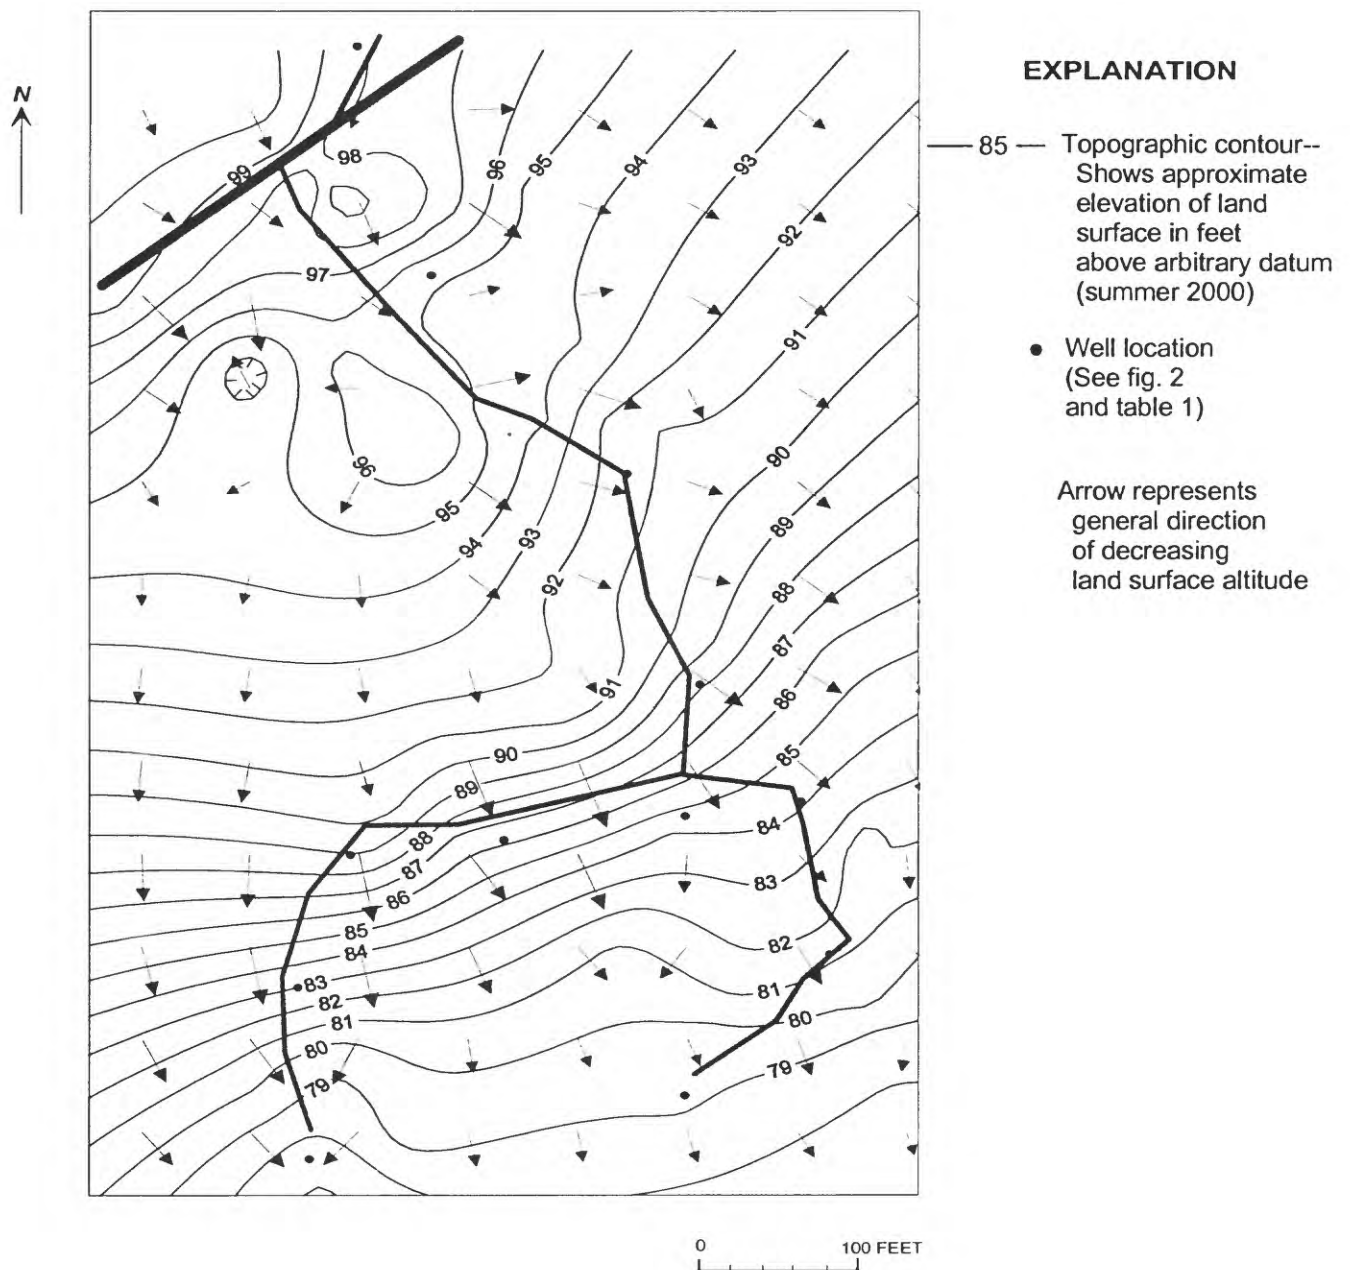 N
EXPLANATION
85
Topographic contour--
Shows approximate
elevation of land
surface in feet
above arbitrary datum
(summer 2000)
Well location
(See fig. 2
and table 1)
Arrow represents
general direction
of decreasing
land surface altitude
99
98
97
96
95
94
93
92
91
90
89
88
87
86
85
84
83
82
81
80
79
96
95
94
93
92
91
90
89
88
87
86
85
84
83
82
81
80
79
0 100 FEET